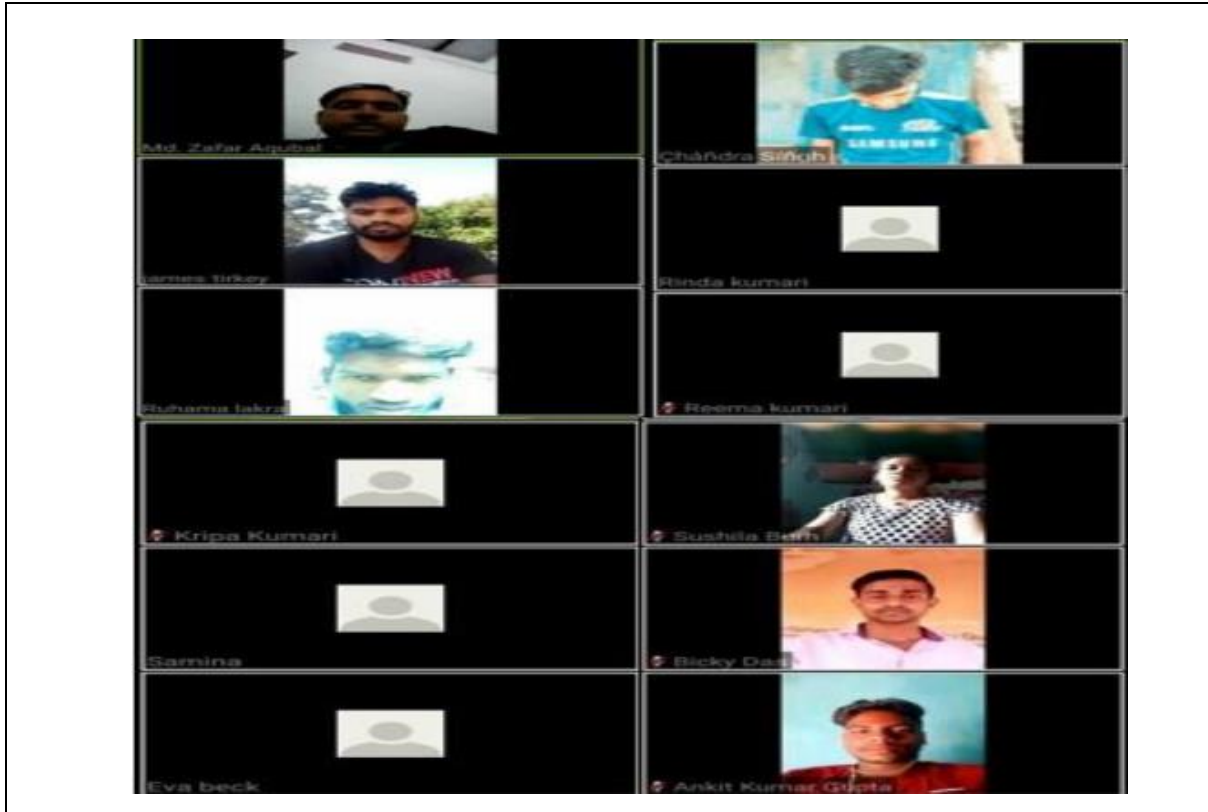 Md. Zafar Aqubal
Chandra Singh
SAMSUNG
james tirkey
NEW
Rinda kumari
Ruhama lakra
Reema kumari
Kripa Kumari
Sushila
Samina
Bicky Das
Eva beck
Ankit Kumar Gupta